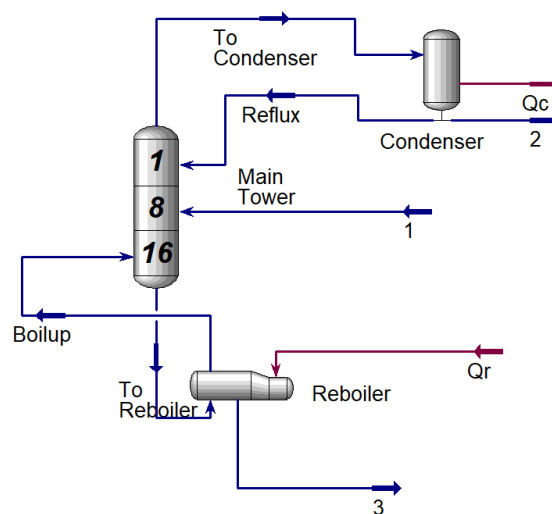 To
Condenser
Qc
Reflux
Condenser
2
1
Main
Tower
8
1
16
Boilup
To
Reboiler
Reboiler
Qr
3